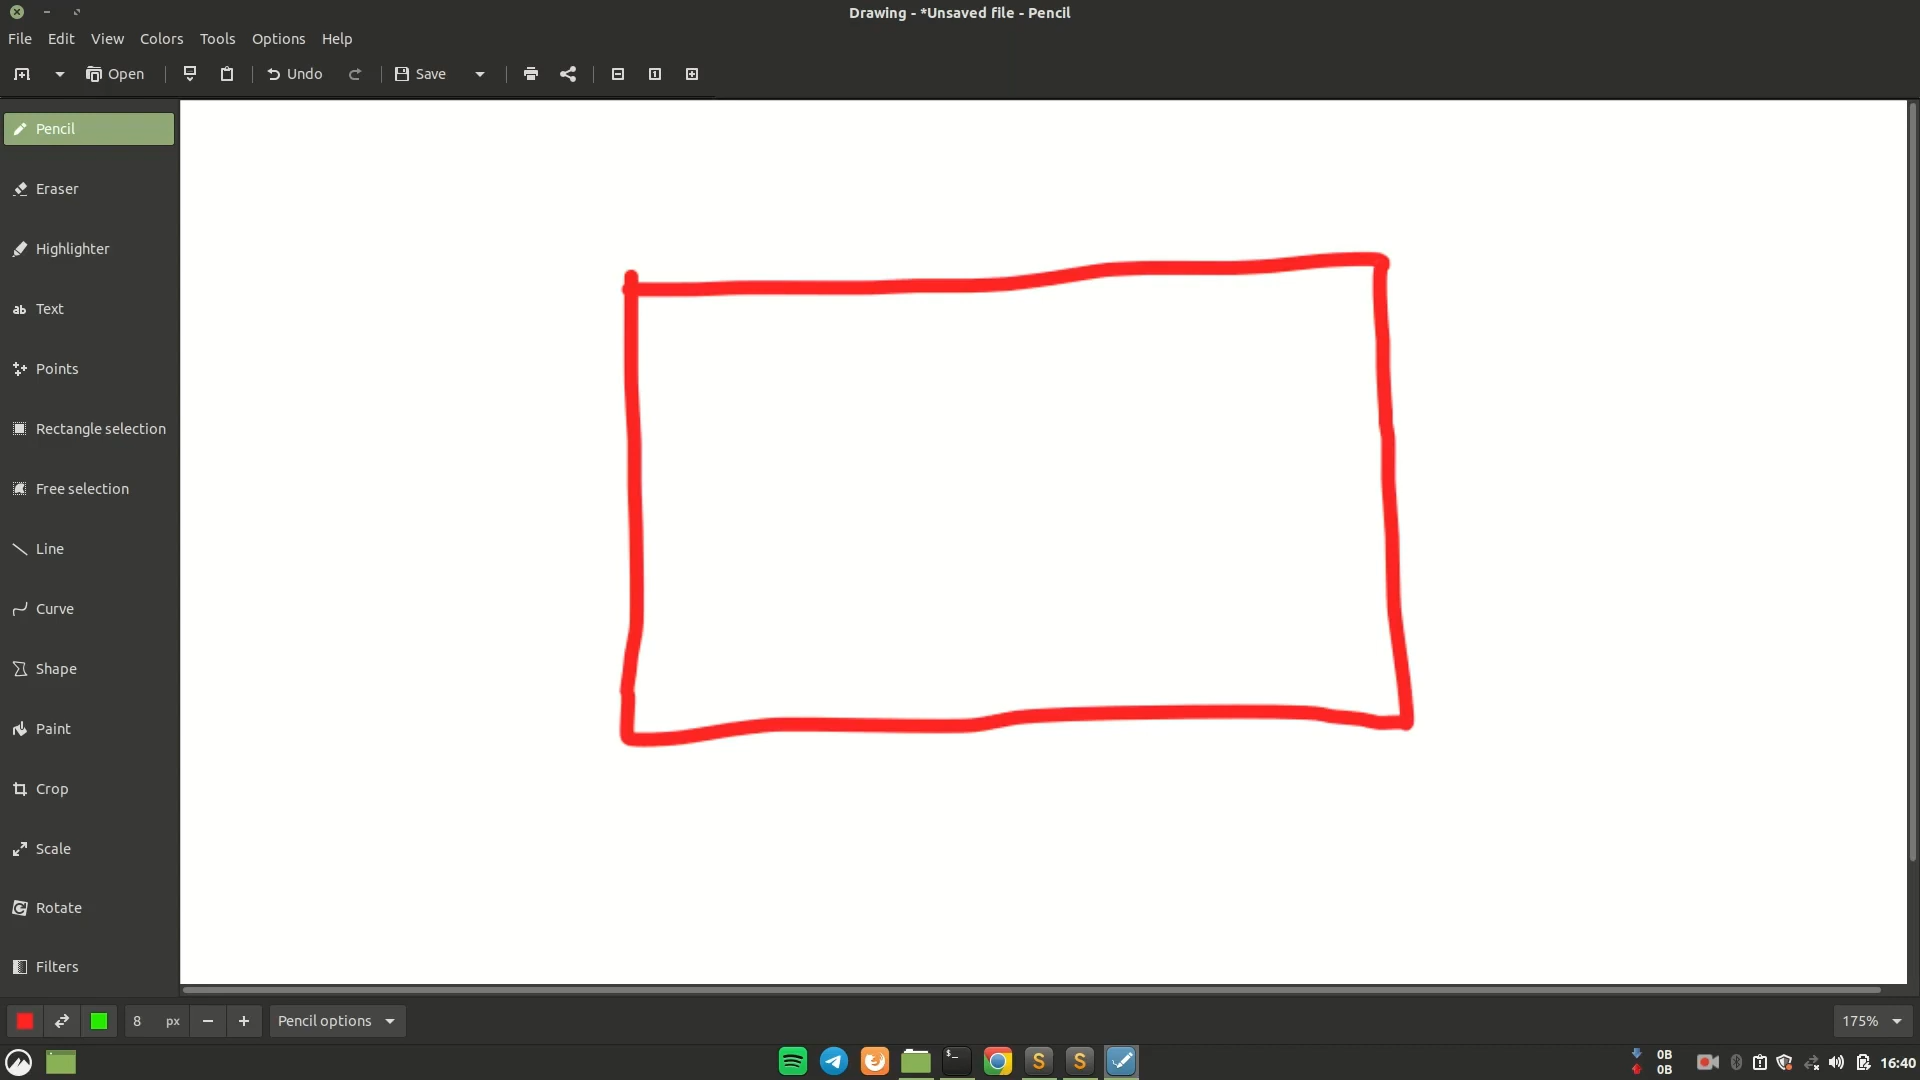 Drawing - *Unsaved file - Pencil
File Edit View Colors Tools Options Help
Open Undo Save
Pencil
Eraser
Highlighter
ab Text
Points
Rectangle selection
Free selection
Line
Curve
Shape
Paint
Crop
Scale
Rotate
Filters
8 px Pencil options 175%
0B
0B
16:40